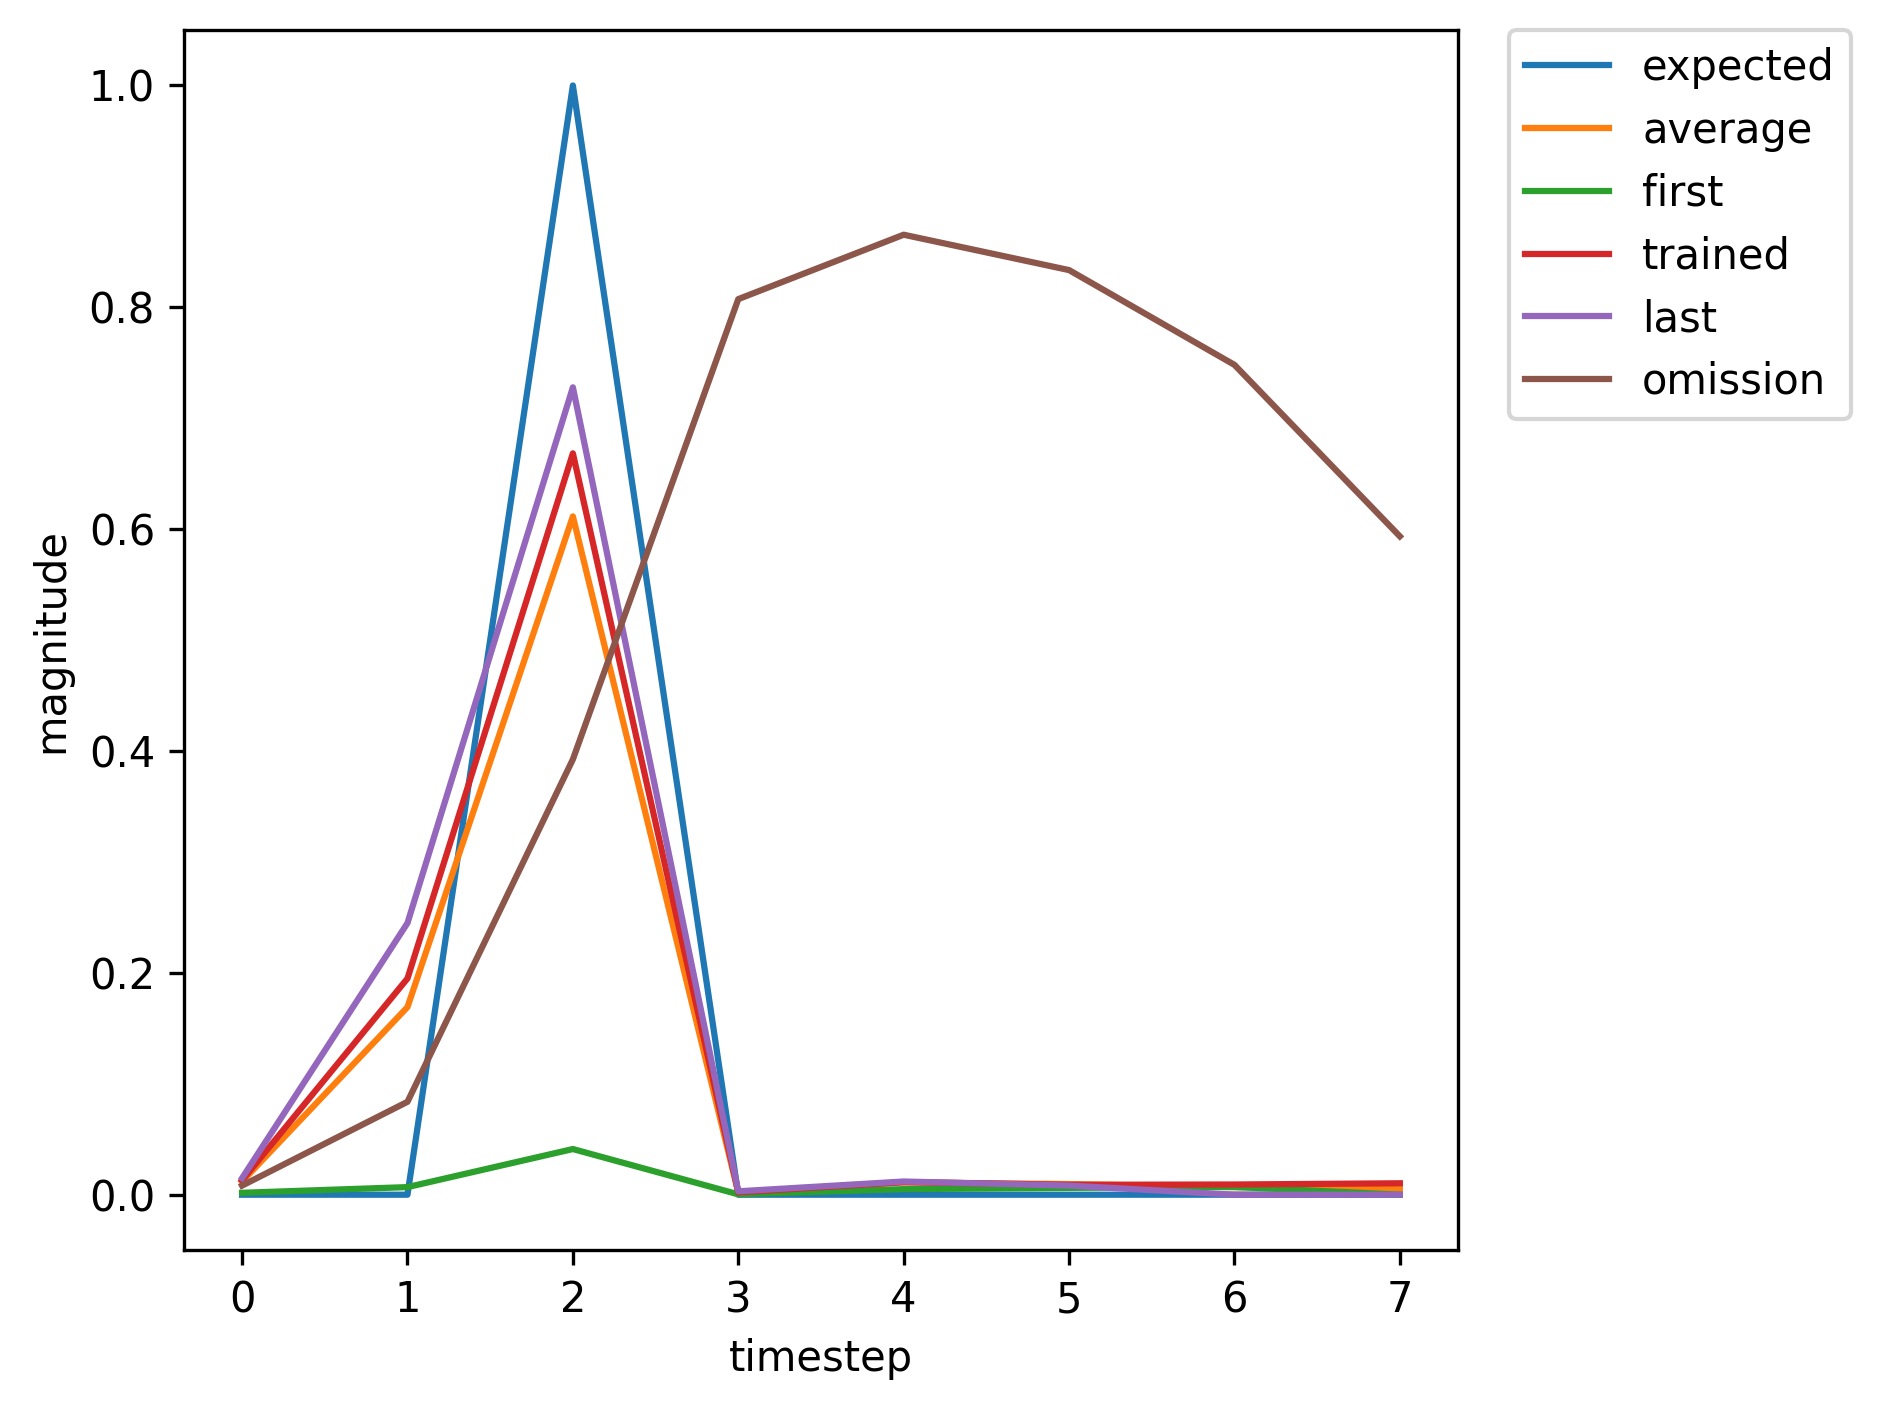 expected
average
first
trained
last
omission
1.0
0.8
0.6
0.4
0.2
0.0
magnitude
0 1 2 3 4 5 6 7
timestep